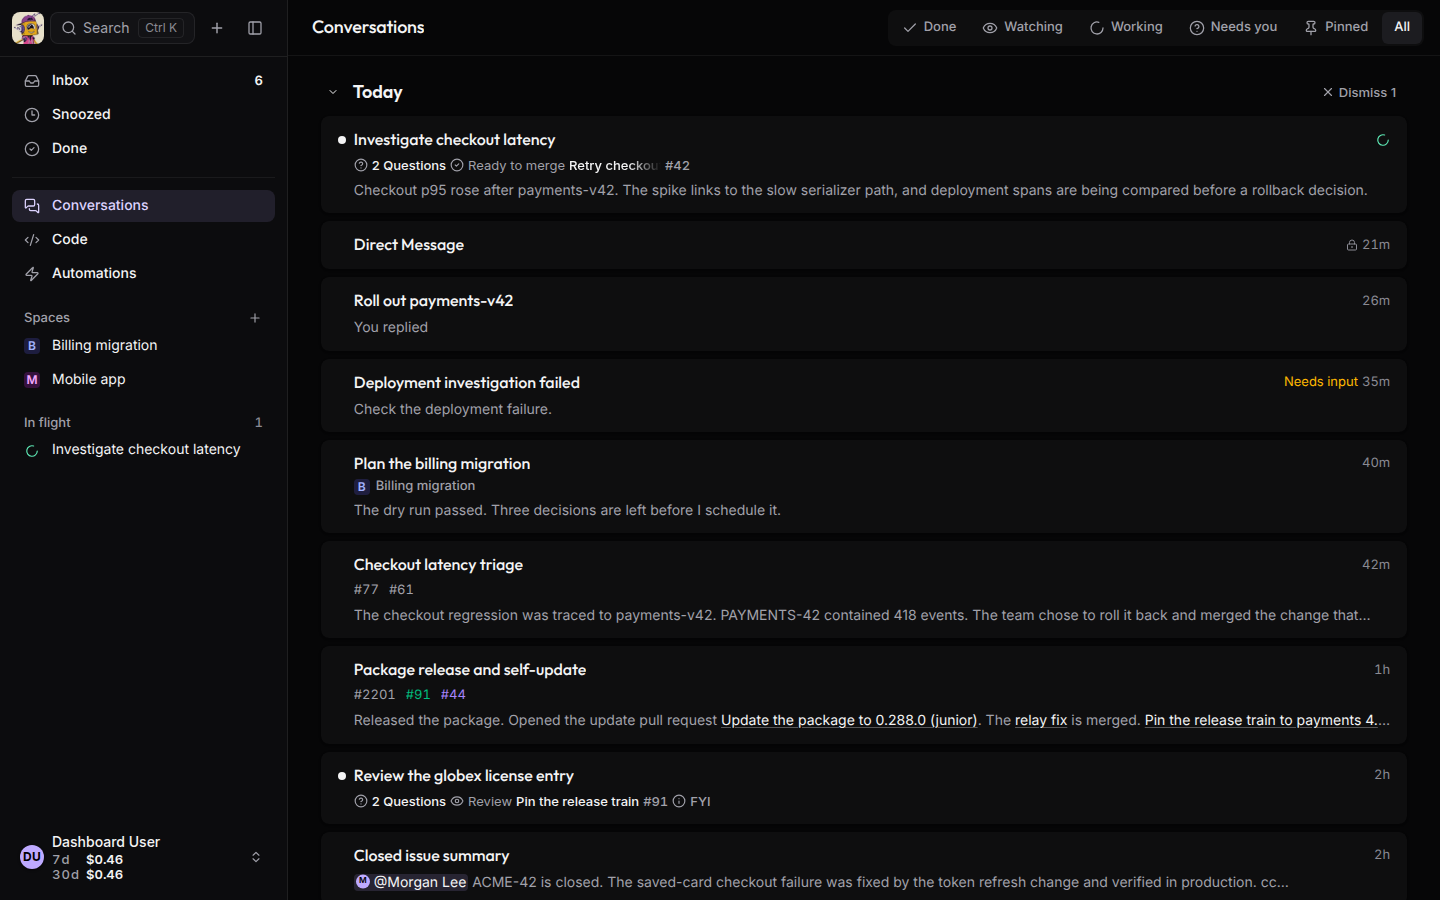 Search Ctrl K
Inbox 6
Snoozed
Done
Conversations
Code
Automations
Spaces
B Billing migration
M Mobile app
In flight 1
Investigate checkout latency
DU Dashboard User
7d $0.46
30d $0.46
Conversations
Done Watching Working Needs you Pinned All
Today Dismiss 1
Investigate checkout latency
2 Questions Ready to merge Retry checkou #42
Checkout p95 rose after payments-v42. The spike links to the slow serializer path, and deployment spans are being compared before a rollback decision.
Direct Message 21m
Roll out payments-v42 26m
You replied
Deployment investigation failed Needs input 35m
Check the deployment failure.
Plan the billing migration 40m
B Billing migration
The dry run passed. Three decisions are left before I schedule it.
Checkout latency triage 42m
#77 #61
The checkout regression was traced to payments-v42. PAYMENTS-42 contained 418 events. The team chose to roll it back and merged the change that...
Package release and self-update 1h
#2201 #91 #44
Released the package. Opened the update pull request Update the package to 0.288.0 (junior). The relay fix is merged. Pin the release train to payments 4....
Review the globex license entry 2h
2 Questions Review Pin the release train #91 FYI
Closed issue summary 2h
M @Morgan Lee ACME-42 is closed. The saved-card checkout failure was fixed by the token refresh change and verified in production. cc...